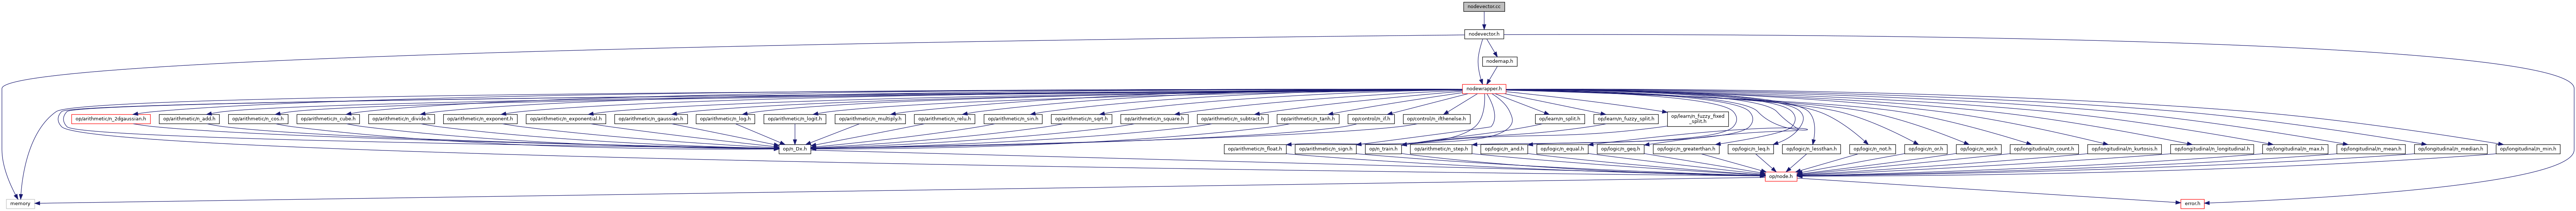 nodevector.cc
nodevector.h
nodemap.h
nodewrapper.h
op/arithmetic/n_2dgaussian.h
op/arithmetic/n_add.h
op/arithmetic/n_cos.h
op/arithmetic/n_cube.h
op/arithmetic/n_divide.h
op/arithmetic/n_exponent.h
op/arithmetic/n_exponential.h
op/arithmetic/n_gaussian.h
op/arithmetic/n_log.h
op/arithmetic/n_logit.h
op/arithmetic/n_multiply.h
op/arithmetic/n_relu.h
op/arithmetic/n_sin.h
op/arithmetic/n_sqrt.h
op/arithmetic/n_square.h
op/arithmetic/n_subtract.h
op/arithmetic/n_tanh.h
op/control/n_if.h
op/control/n_ifthenelse.h
op/learn/n_split.h
op/learn/n_fuzzy_split.h
op/learn/n_fuzzy_fixed
_split.h
op/n_Dx.h
op/arithmetic/n_float.h
op/arithmetic/n_sign.h
op/n_train.h
op/arithmetic/n_step.h
op/logic/n_and.h
op/logic/n_equal.h
op/logic/n_geq.h
op/logic/n_greaterthan.h
op/logic/n_leq.h
op/logic/n_lessthan.h
op/logic/n_not.h
op/logic/n_or.h
op/logic/n_xor.h
op/longitudinal/n_count.h
op/longitudinal/n_kurtosis.h
op/longitudinal/n_longitudinal.h
op/longitudinal/n_max.h
op/longitudinal/n_mean.h
op/longitudinal/n_median.h
op/longitudinal/n_min.h
op/node.h
memory
error.h